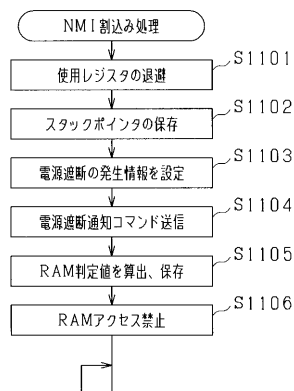 NMI割込み処理
使用レジスタの退避
S1101
スタックポインタの保存
S1102
電源遮断の発生情報を設定
S1103
電源遮断通知コマンド送信
S1104
RAM判定値を算出、保存
S1105
RAMアクセス禁止
S1106